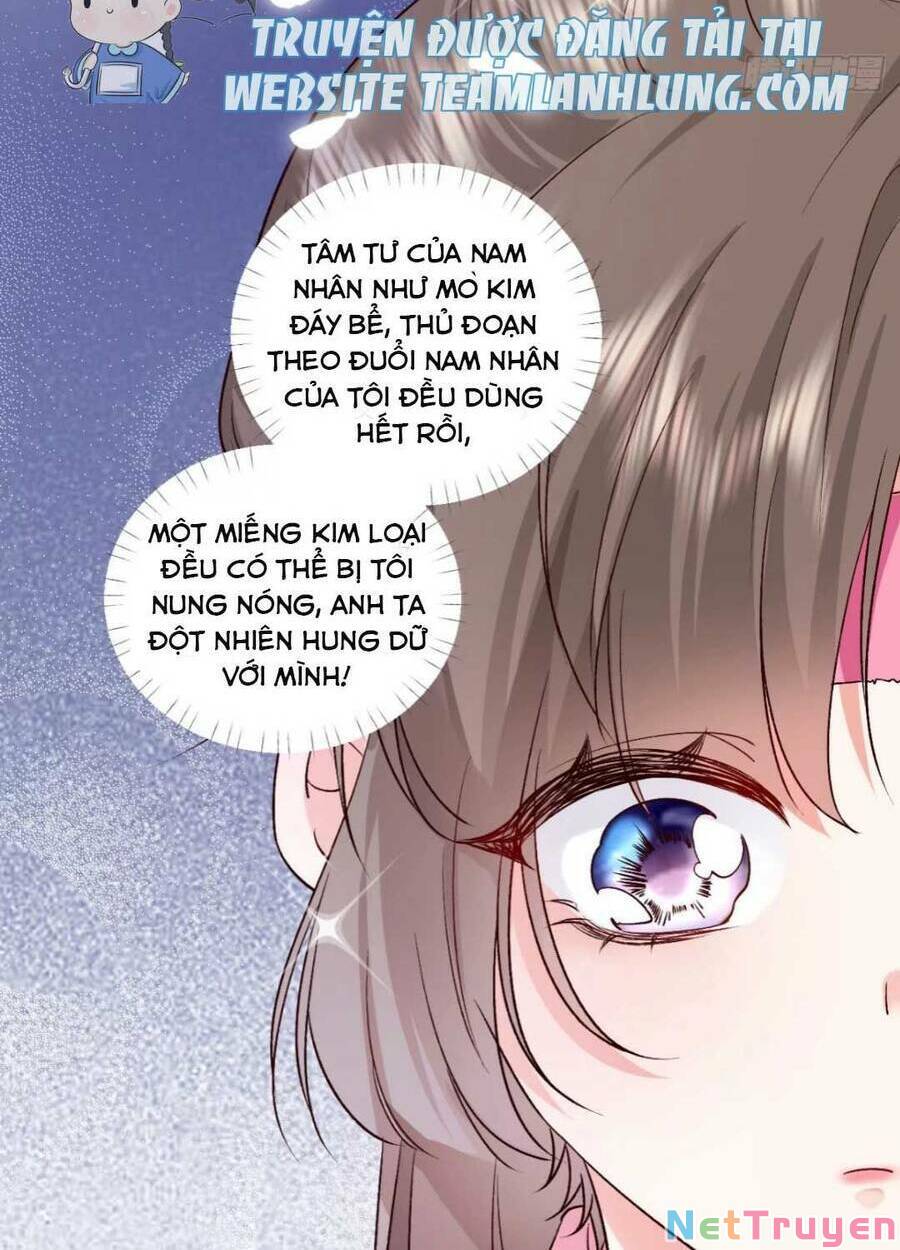 TRUYỆN ĐƯỢC ĐĂNG TẢI TẠI
WEBSITE TEAMLANHLUNG.COM
TÂM TƯ CỦA NAM
NHÂN NHƯ MÒ KIM
ĐÁY BỂ, THỦ ĐOẠN
THEO ĐUỔI NAM NHÂN
CỦA TÔI ĐỀU DÙNG
HẾT RỒI,
MỘT MIẾNG KIM LOẠI
ĐỀU CÓ THỂ BỊ TÔI
NUNG NÓNG, ANH TA
ĐỘT NHIÊN HUNG DỮ
VỚI MÌNH!
NetTruyen